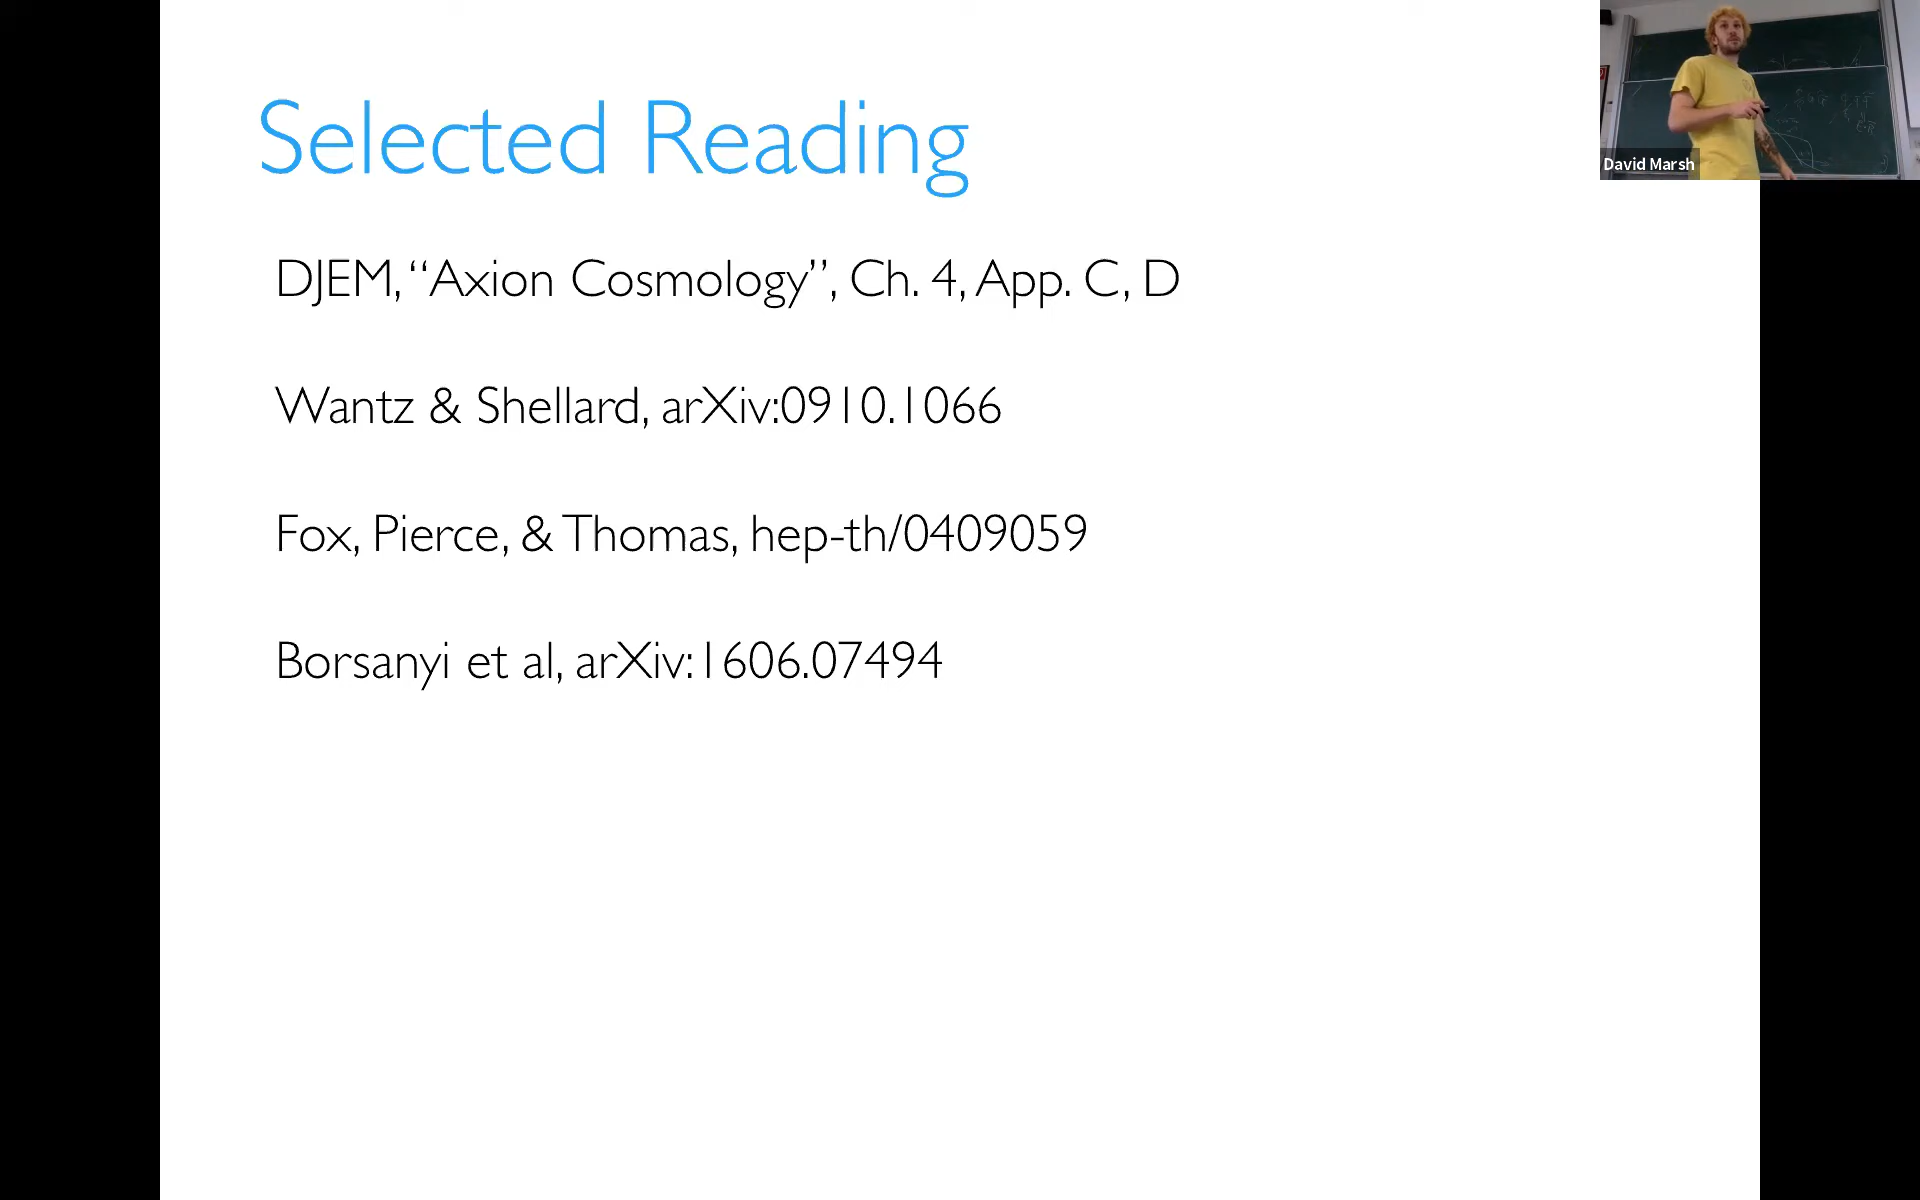 Selected Reading
David Marsh
DJEM, “Axion Cosmology”, Ch. 4, App. C, D
Wantz & Shellard, arXiv:0910.1066
Fox, Pierce, & Thomas, hep-th/0409059
Borsanyi et al, arXiv:1606.07494